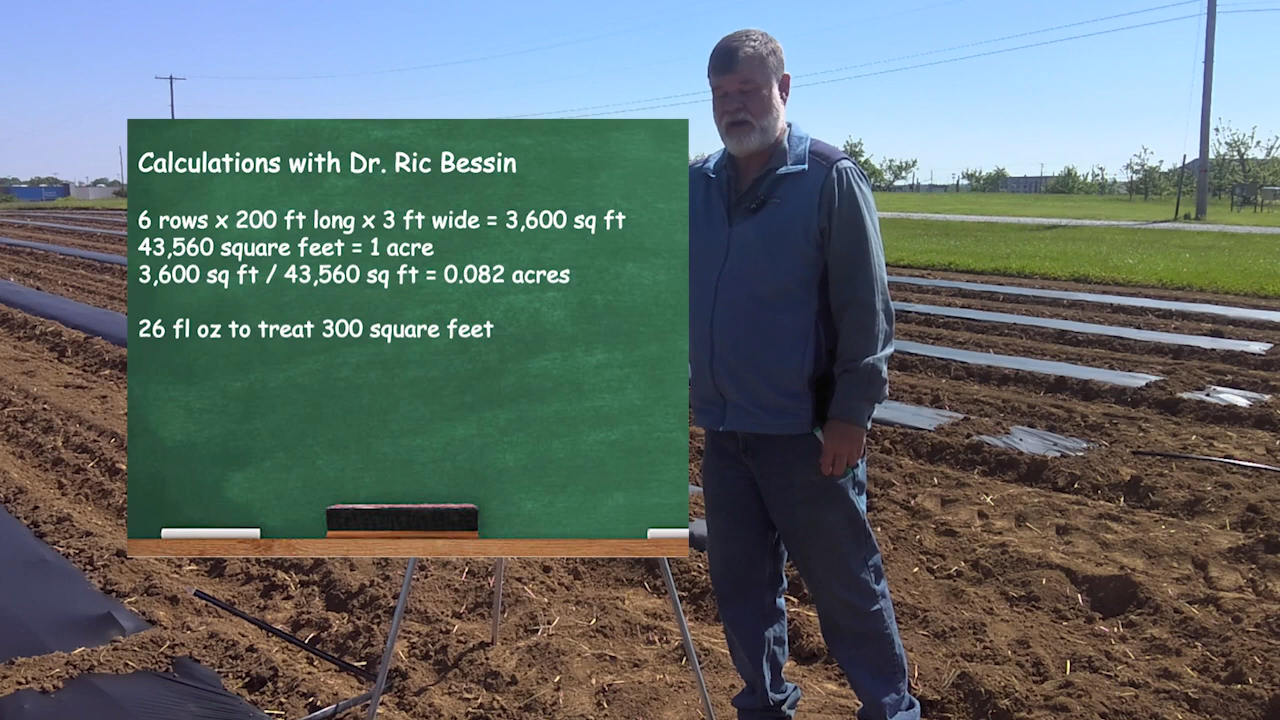 Calculations with Dr. Ric Bessin
6 rows x 200 ft long x 3 ft wide = 3,600 sq ft
43,560 square feet = 1 acre
3,600 sq ft / 43,560 sq ft = 0.082 acres
26 fl oz to treat 300 square feet